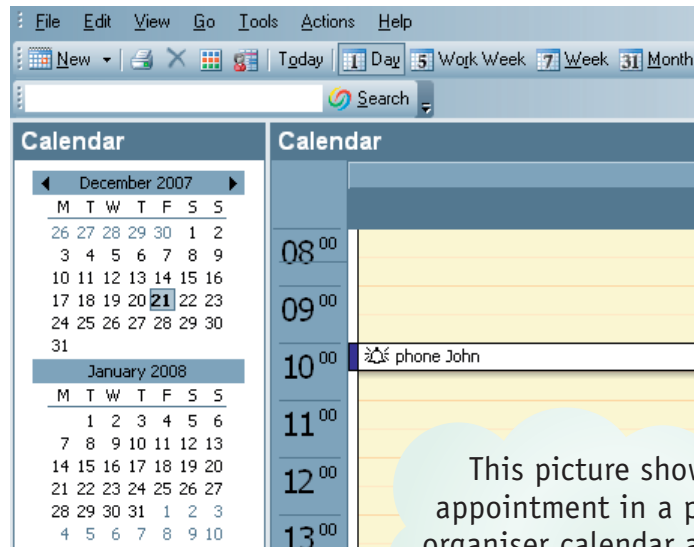 File Edit View Go Tools Actions Help
New Today 1 Day 5 Work Week 7 Week 31 Month
Search
Calendar
December 2007
M T W T F S S
26 27 28 29 30 1 2
3 4 5 6 7 8 9
10 11 12 13 14 15 16
17 18 19 20 21 22 23
24 25 26 27 28 29 30
31
January 2008
M T W T F S S
1 2 3 4 5 6
7 8 9 10 11 12 13
14 15 16 17 18 19 20
21 22 23 24 25 26 27
28 29 30 31 1 2 3
4 5 6 7 8 9 10
Calendar
08 00
09 00
10 00 phone John
11 00
12 00
13 00
This picture show
appointment in a p
organiser calendar a